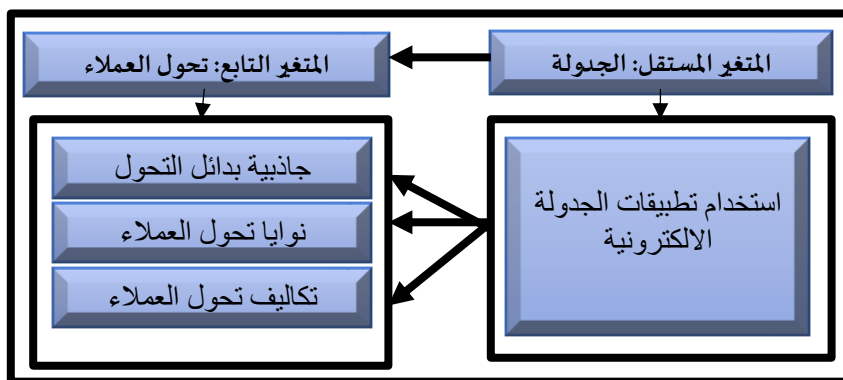 المتغير المستقل: الجدولة
المتغير التابع: تحول العملاء
استخدام تطبيقات الجدولة
الالكترونية
جاذبية بدائل التحول
نوايا تحول العملاء
تكاليف تحول العملاء